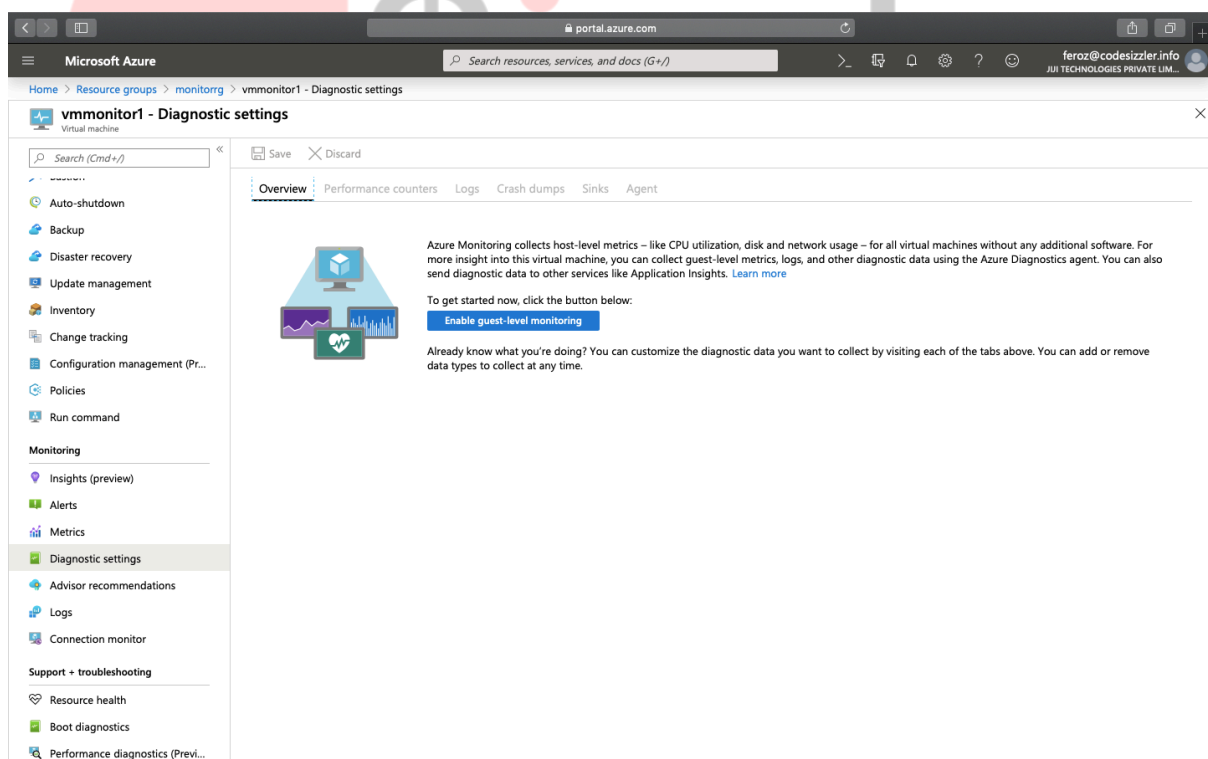 portal.azure.com
Microsoft Azure
Search resources, services, and docs (G+/)
feroz@codesizzler.info
JUI TECHNOLOGIES PRIVATE LIM...
Home > Resource groups > monitorrg > vmmonitor1 - Diagnostic settings
vmmonitor1 - Diagnostic settings
Virtual machine
Search (Cmd+/)
Save
Discard
Overview Performance counters Logs Crash dumps Sinks Agent
Auto-shutdown
Backup
Disaster recovery
Update management
Inventory
Change tracking
Configuration management (Pr...
Policies
Run command
Monitoring
Insights (preview)
Alerts
Metrics
Diagnostic settings
Advisor recommendations
Logs
Connection monitor
Support + troubleshooting
Resource health
Boot diagnostics
Performance diagnostics (Previ...
Azure Monitoring collects host-level metrics – like CPU utilization, disk and network usage – for all virtual machines without any additional software. For
more insight into this virtual machine, you can collect guest-level metrics, logs, and other diagnostic data using the Azure Diagnostics agent. You can also
send diagnostic data to other services like Application Insights. Learn more
To get started now, click the button below:
Enable guest-level monitoring
Already know what you're doing? You can customize the diagnostic data you want to collect by visiting each of the tabs above. You can add or remove
data types to collect at any time.